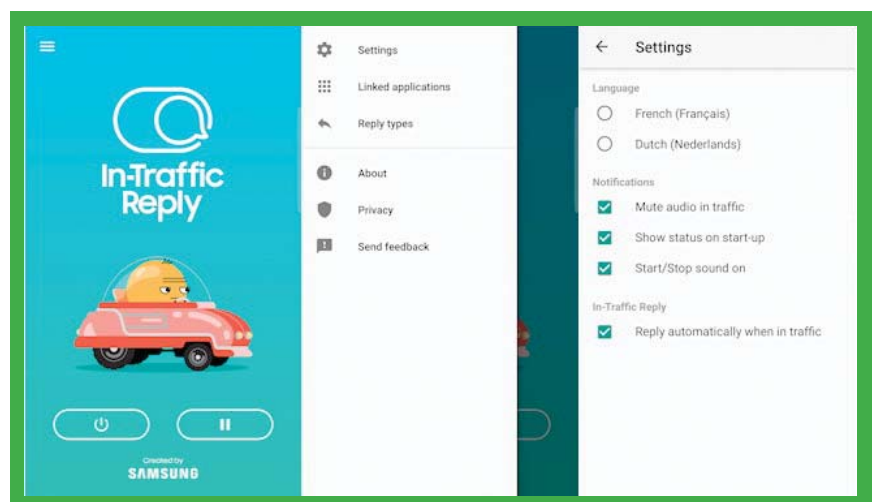 In-Traffic
Reply
Created by
SAMSUNG
Settings
Linked applications
Reply types
About
Privacy
Send feedback
Settings
Language
French (Français)
Dutch (Nederlands)
Notifications
Mute audio in traffic
Show status on start-up
Start/Stop sound on
In-Traffic Reply
Reply automatically when in traffic